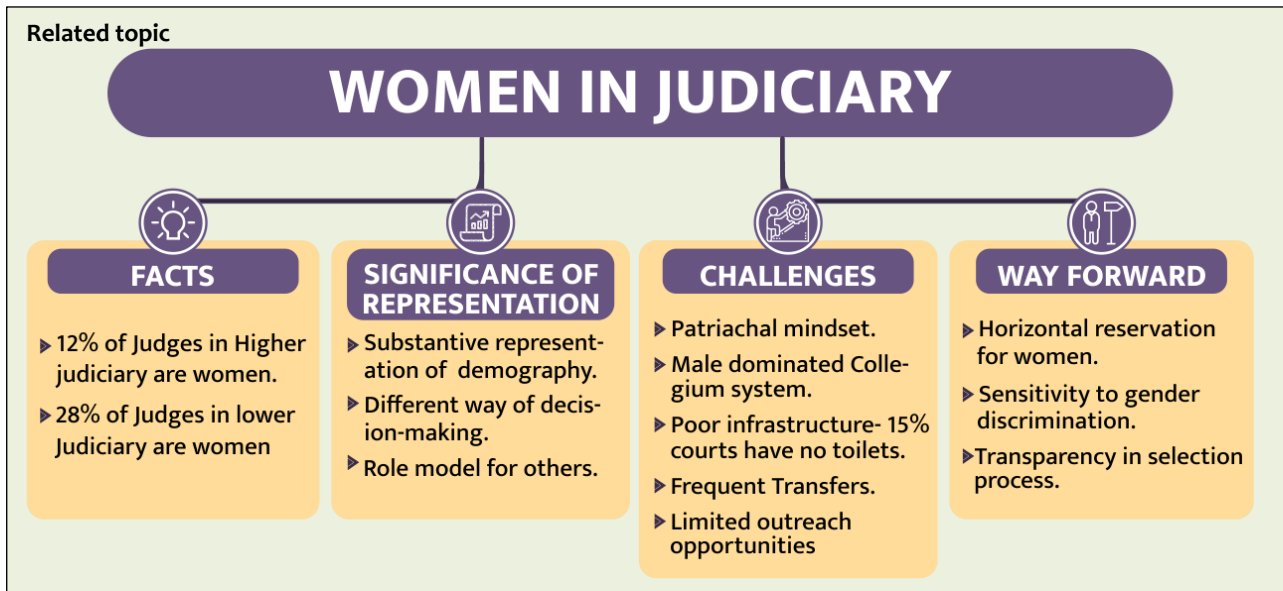 Related topic
WOMEN IN JUDICIARY
FACTS
12% of Judges in Higher
judiciary are women.
28% of Judges in lower
Judiciary are women
SIGNIFICANCE OF
REPRESENTATION
Substantive represent-
ation of demography.
Different way of decis-
ion-making.
Role model for others.
CHALLENGES
Patriachal mindset.
Male dominated Colle-
gium system.
Poor infrastructure- 15%
courts have no toilets.
Frequent Transfers.
Limited outreach
opportunities
WAY FORWARD
Horizontal reservation
for women.
Sensitivity to gender
discrimination.
Transparency in selection
process.